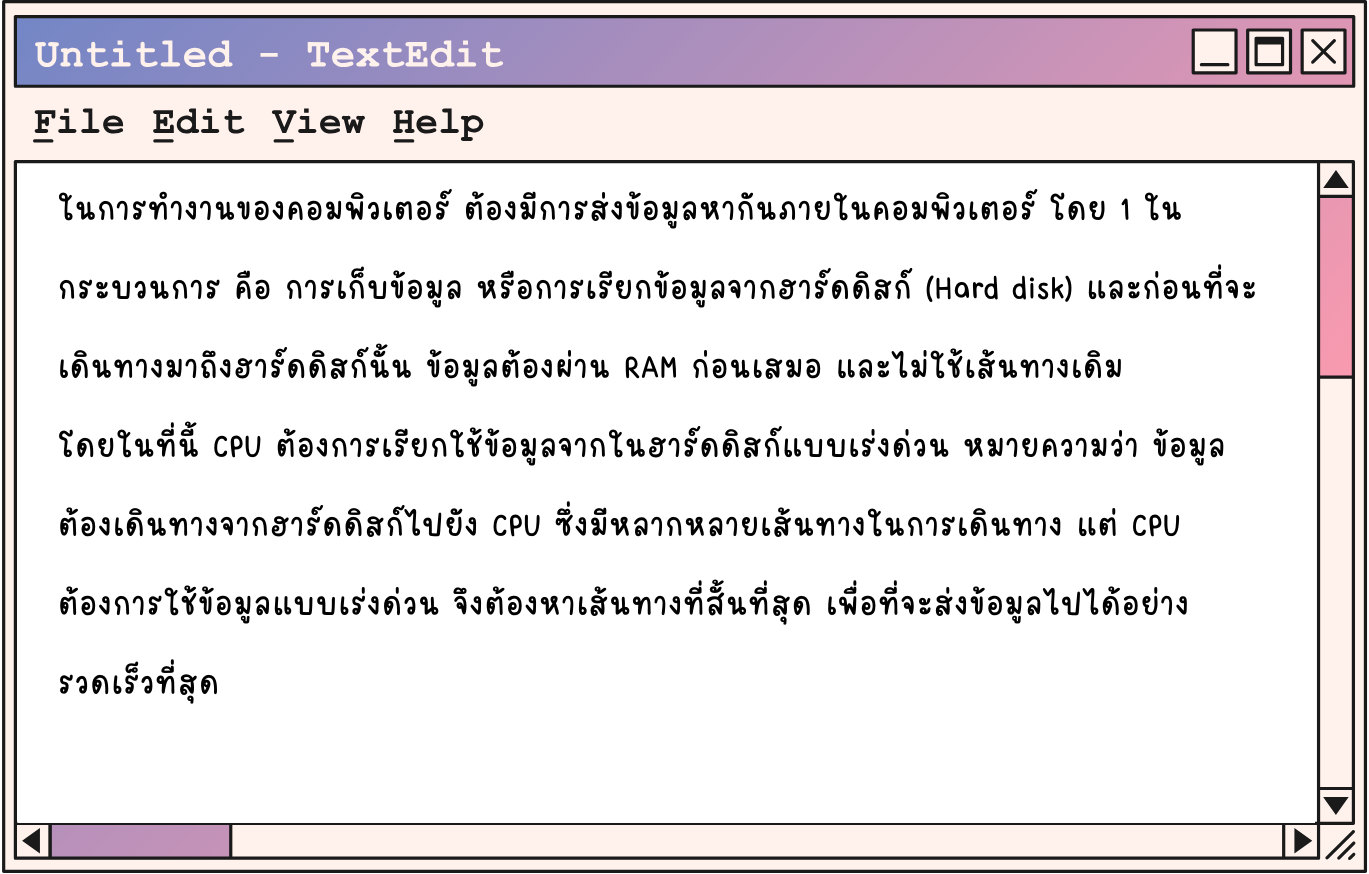 Untitled - TextEdit
File Edit View Help
ในการทำงานของคอมพิวเตอร์ ต้องมีการส่งข้อมูลหากันภายในคอมพิวเตอร์ โดย 1 ใน
กระบวนการ คือ การเก็บข้อมูล หรือการเรียกข้อมูลจากฮาร์ดดิสก์ (Hard disk) และก่อนที่จะ
เดินทางมาถึงฮาร์ดดิสก์นั้น ข้อมูลต้องผ่าน RAM ก่อนเสมอ และไม่ใช้เส้นทางเดิม
โดยในที่นี้ CPU ต้องการเรียกใช้ข้อมูลจากในฮาร์ดดิสก์แบบเร่งด่วน หมายความว่า ข้อมูล
ต้องเดินทางจากฮาร์ดดิสก์ไปยัง CPU ซึ่งมีหลากหลายเส้นทางในการเดินทาง แต่ CPU
ต้องการใช้ข้อมูลแบบเร่งด่วน จึงต้องหาเส้นทางที่สั้นที่สุด เพื่อที่จะส่งข้อมูลไปได้อย่าง
รวดเร็วที่สุด